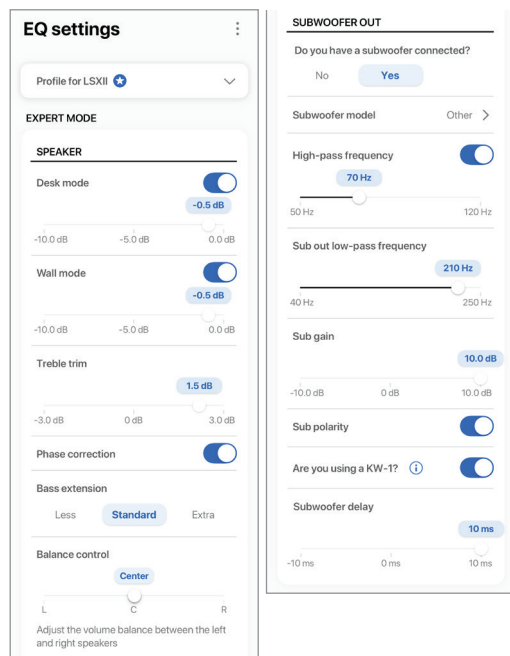 EQ settings
Profile for LSXII
EXPERT MODE
SPEAKER
Desk mode
-0.5 dB
-10.0 dB -5.0 dB 0.0 dB
Wall mode
-0.5 dB
-10.0 dB -5.0 dB 0.0 dB
Treble trim
1.5 dB
-3.0 dB 0 dB 3.0 dB
Phase correction
Bass extension
Less Standard Extra
Balance control
Center
L C R
Adjust the volume balance between the left
and right speakers
SUBWOOFER OUT
Do you have a subwoofer connected?
No Yes
Subwoofer model Other
High-pass frequency
70 Hz
50 Hz 120 Hz
Sub out low-pass frequency
210 Hz
40 Hz 250 Hz
Sub gain
10.0 dB
-10.0 dB 0 dB 10.0 dB
Sub polarity
Are you using a KW-1?
Subwoofer delay
10 ms
-10 ms 0 ms 10 ms